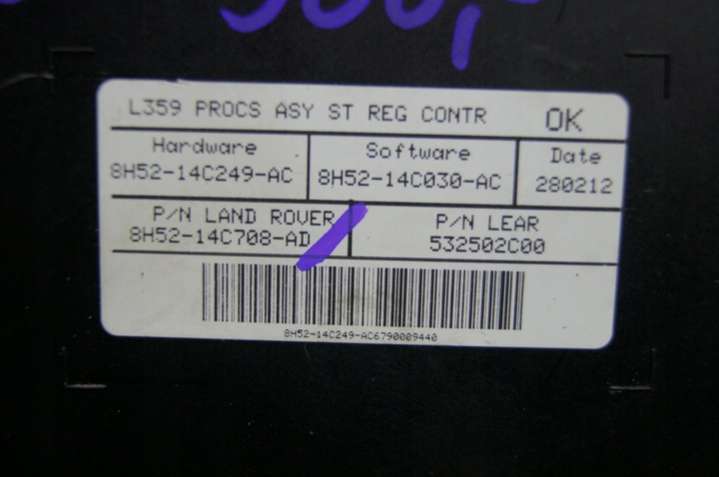 L359 PROCS ASY ST REG CONTR OK
Hardware Software Date
8H52-14C249-AC 8H52-14C030-AC 280212
P/N LAND ROVER P/N LEAR
8H52-14C708-AD 532502C00
8H52-14C249-AC6790009440